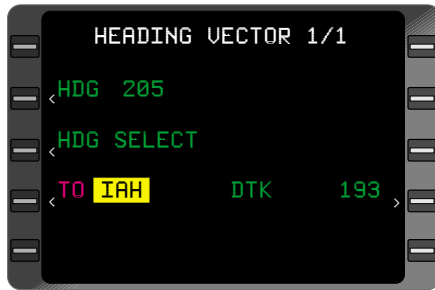 HEADING VECTOR 1/1
‹HDG 205
‹HDG SELECT
‹TO IAH DTK 193›